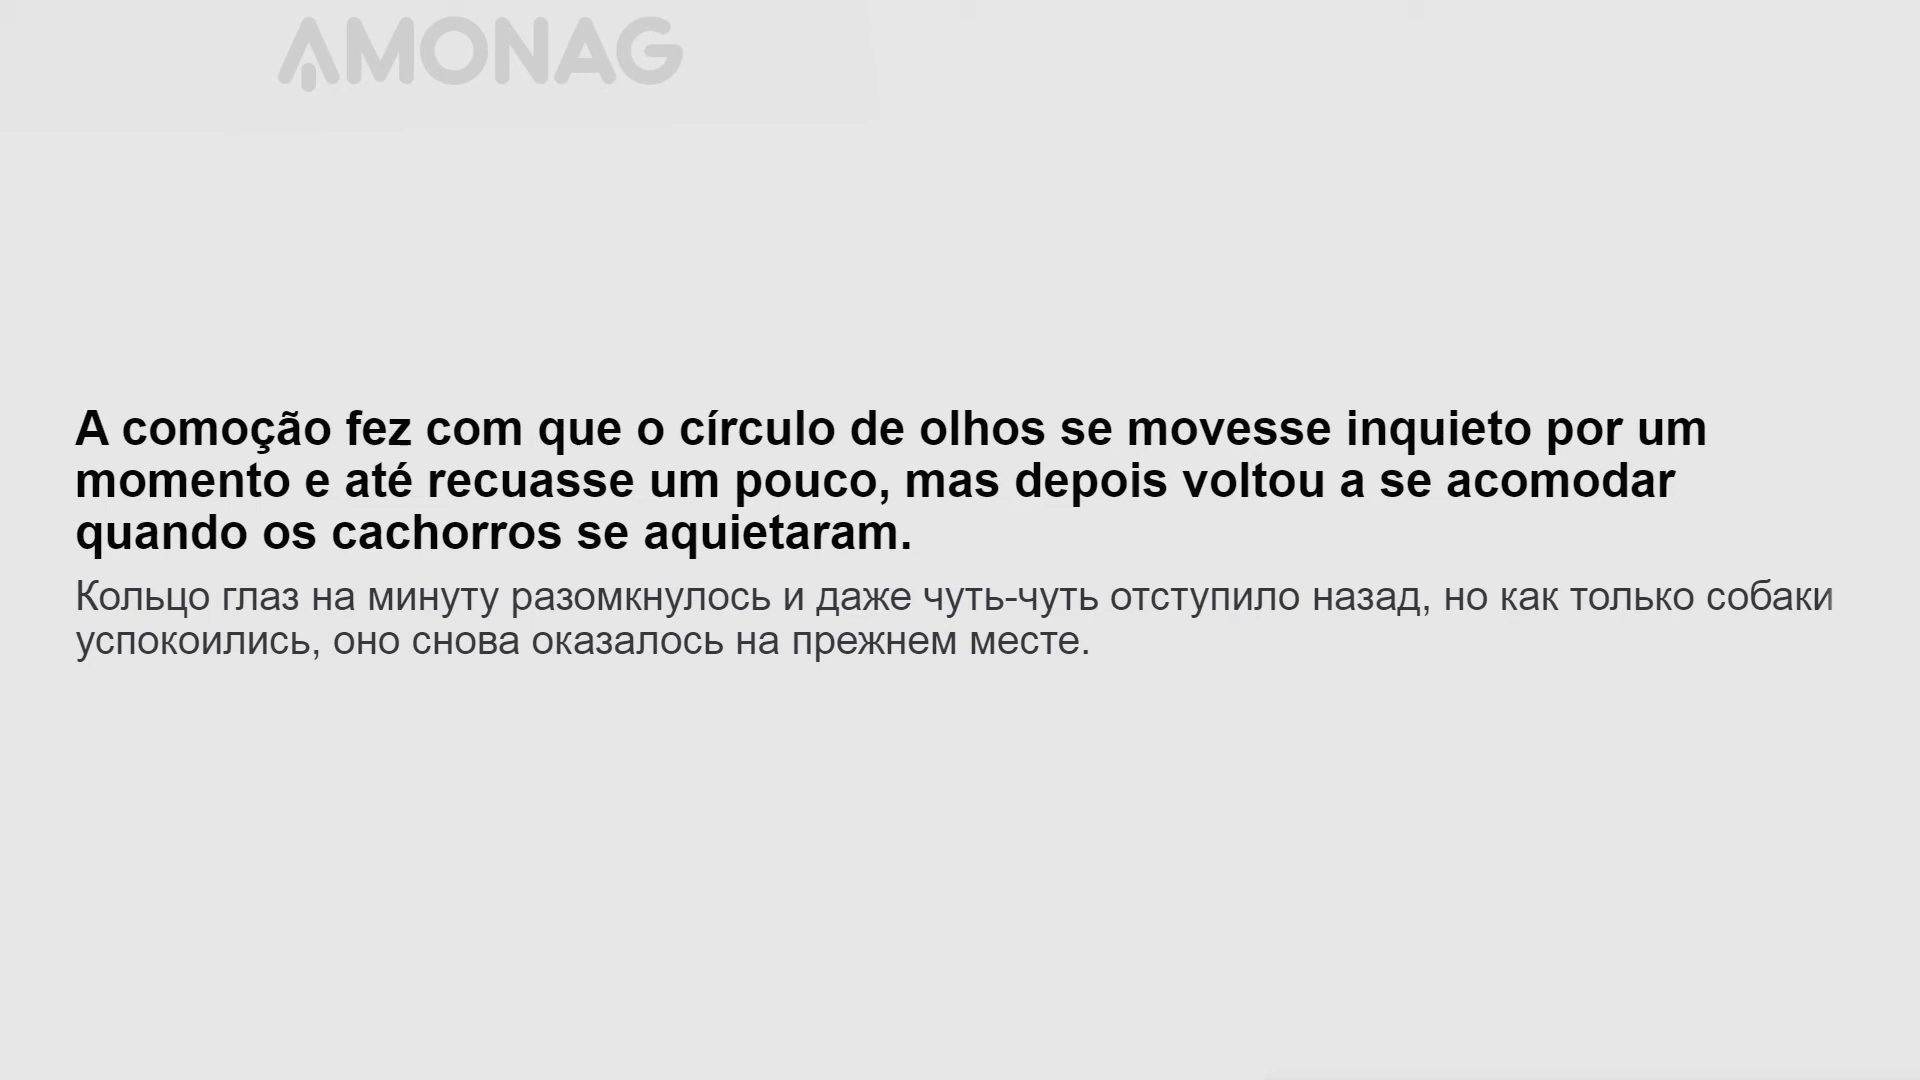 AMONAG
A comoção fez com que o círculo de olhos se movesse inquieto por um
momento e até recuasse um pouco, mas depois voltou a se acomodar
quando os cachorros se aquietaram.
Кольцо глаз на минуту разомкнулось и даже чуть-чуть отступило назад, но как только собаки
успокоились, оно снова оказалось на прежнем месте.